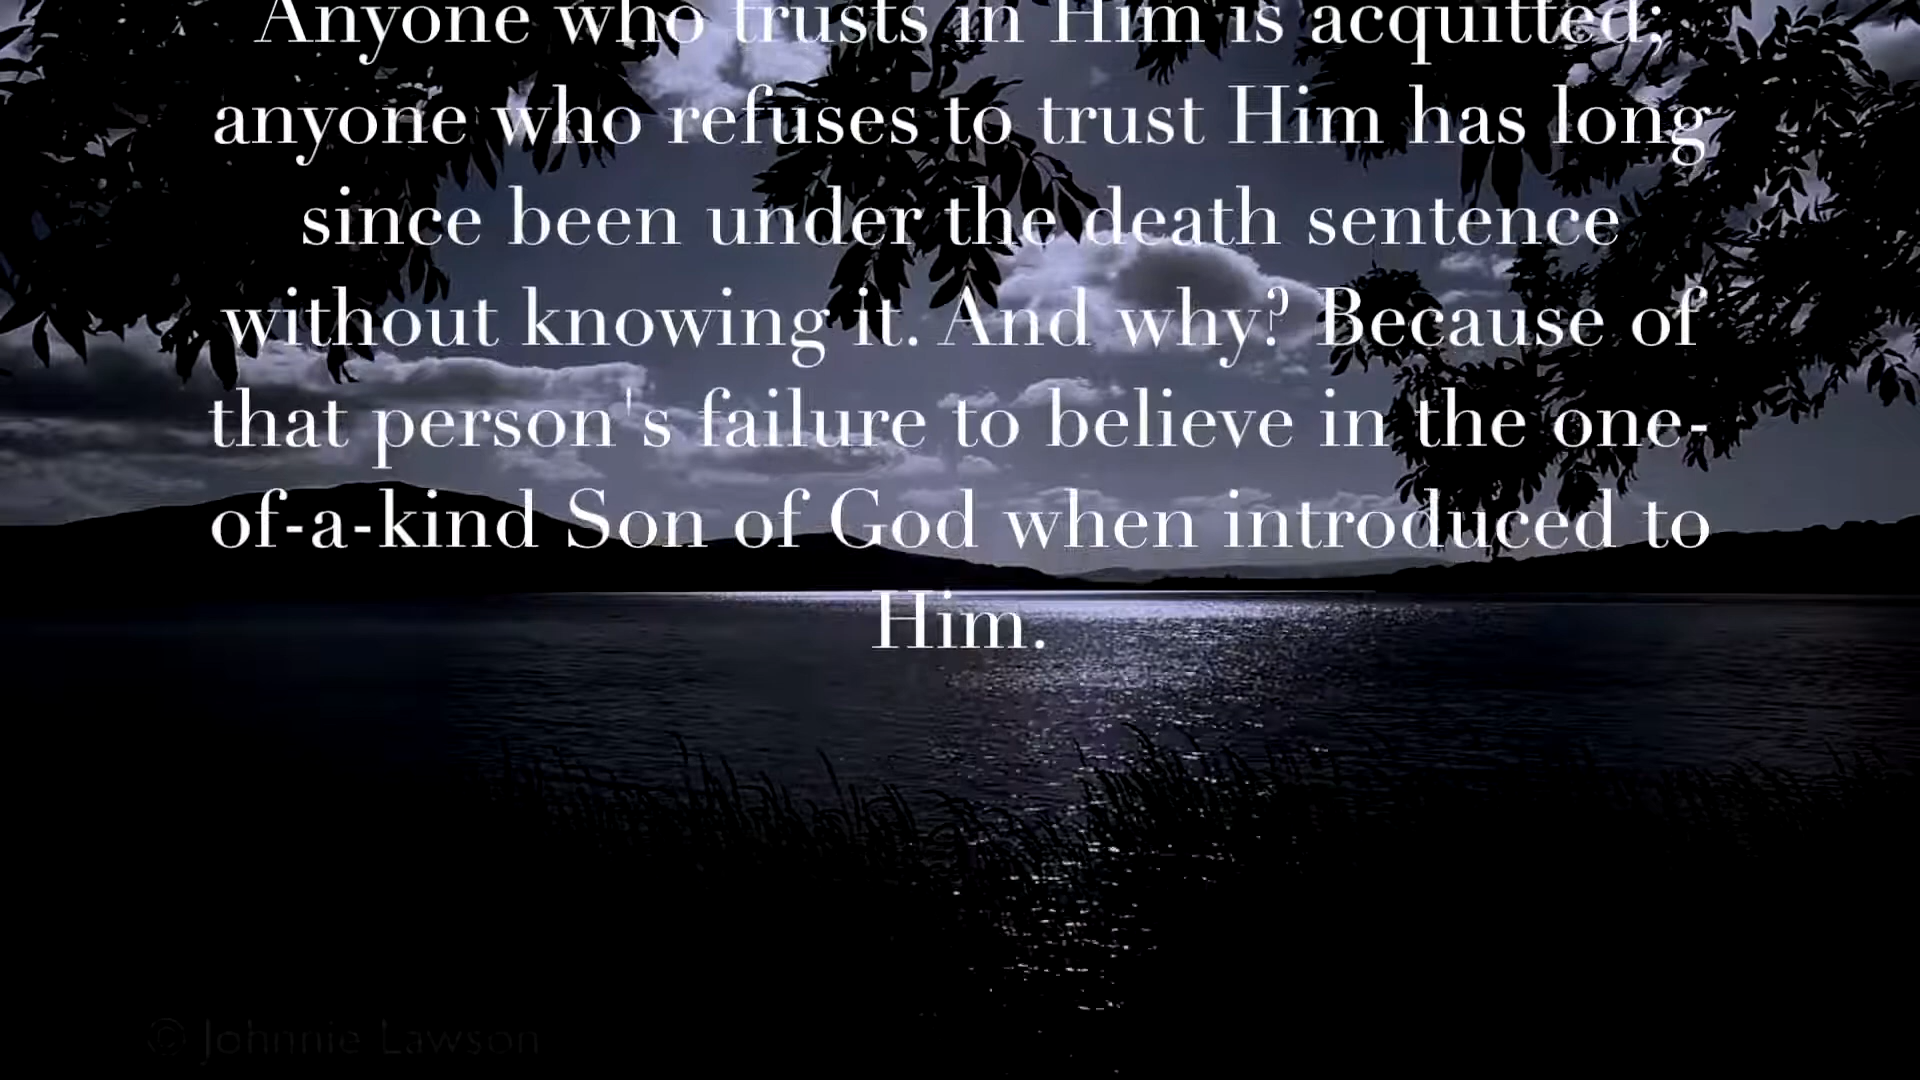 Anyone who trusts in Him is acquitted;
anyone who refuses to trust Him has long
since been under the death sentence
without knowing it. And why? Because of
that person's failure to believe in the one-
of-a-kind Son of God when introduced to
Him.
© Johnnie Lawson